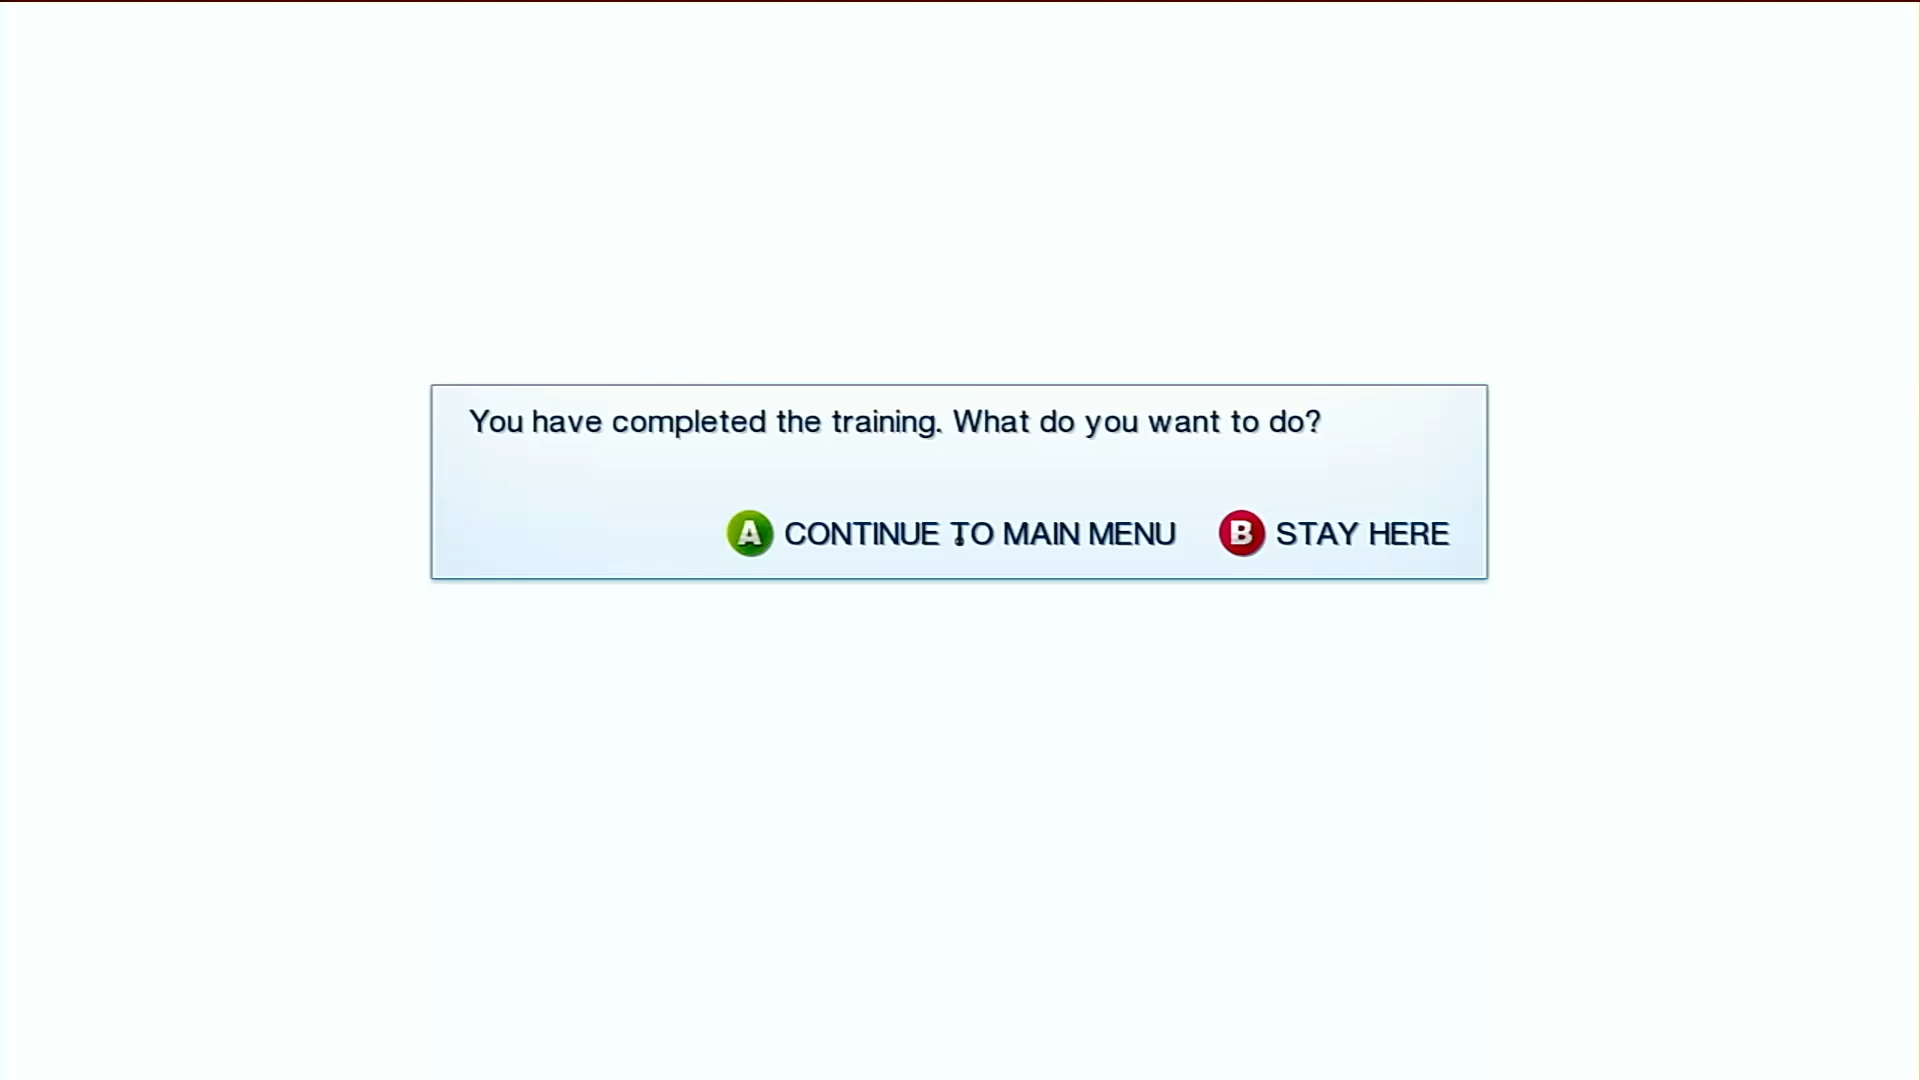 You have completed the training. What do you want to do?
A CONTINUE TO MAIN MENU B STAY HERE